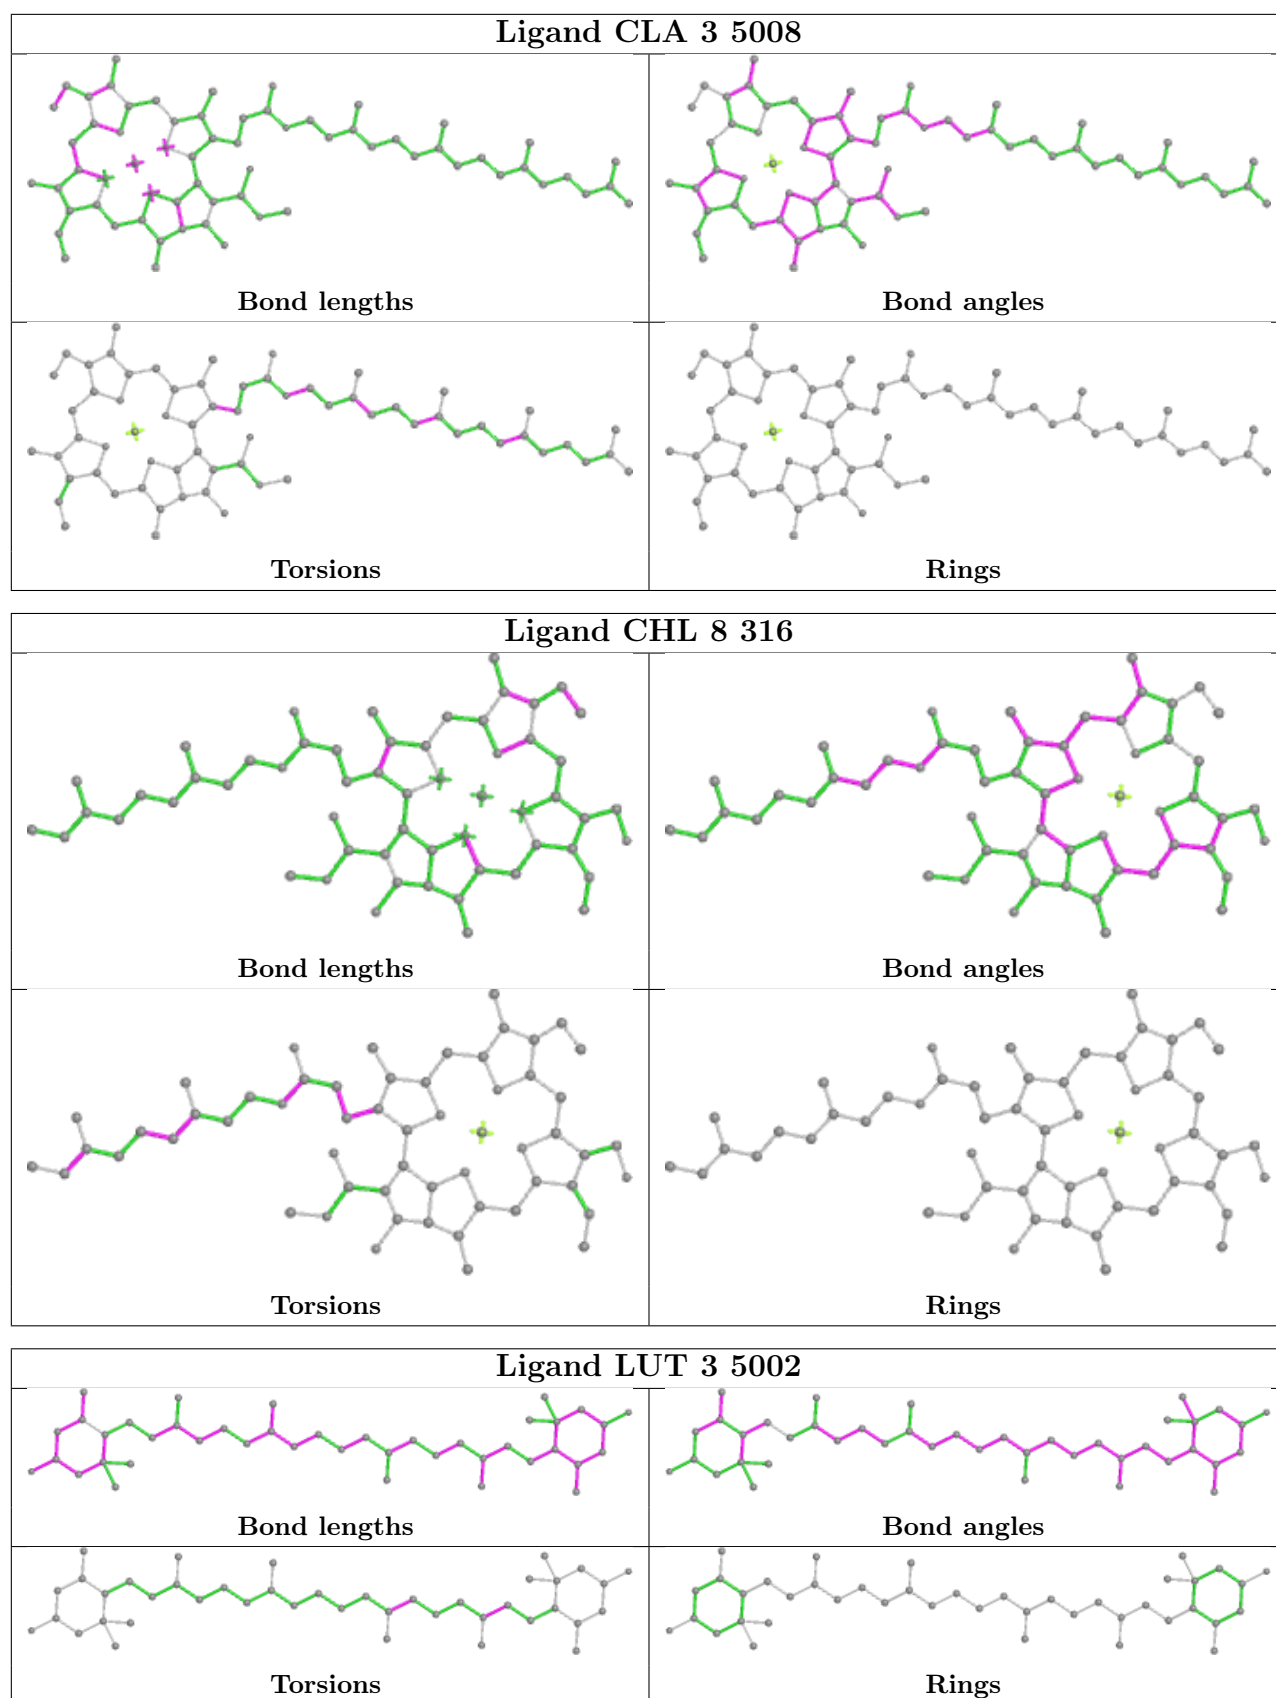 Ligand CLA 3 5008
Bond lengths
Bond angles
Torsions
Rings
Ligand CHL 8 316
Bond lengths
Bond angles
Torsions
Rings
Ligand LUT 3 5002
Bond lengths
Bond angles
Torsions
Rings